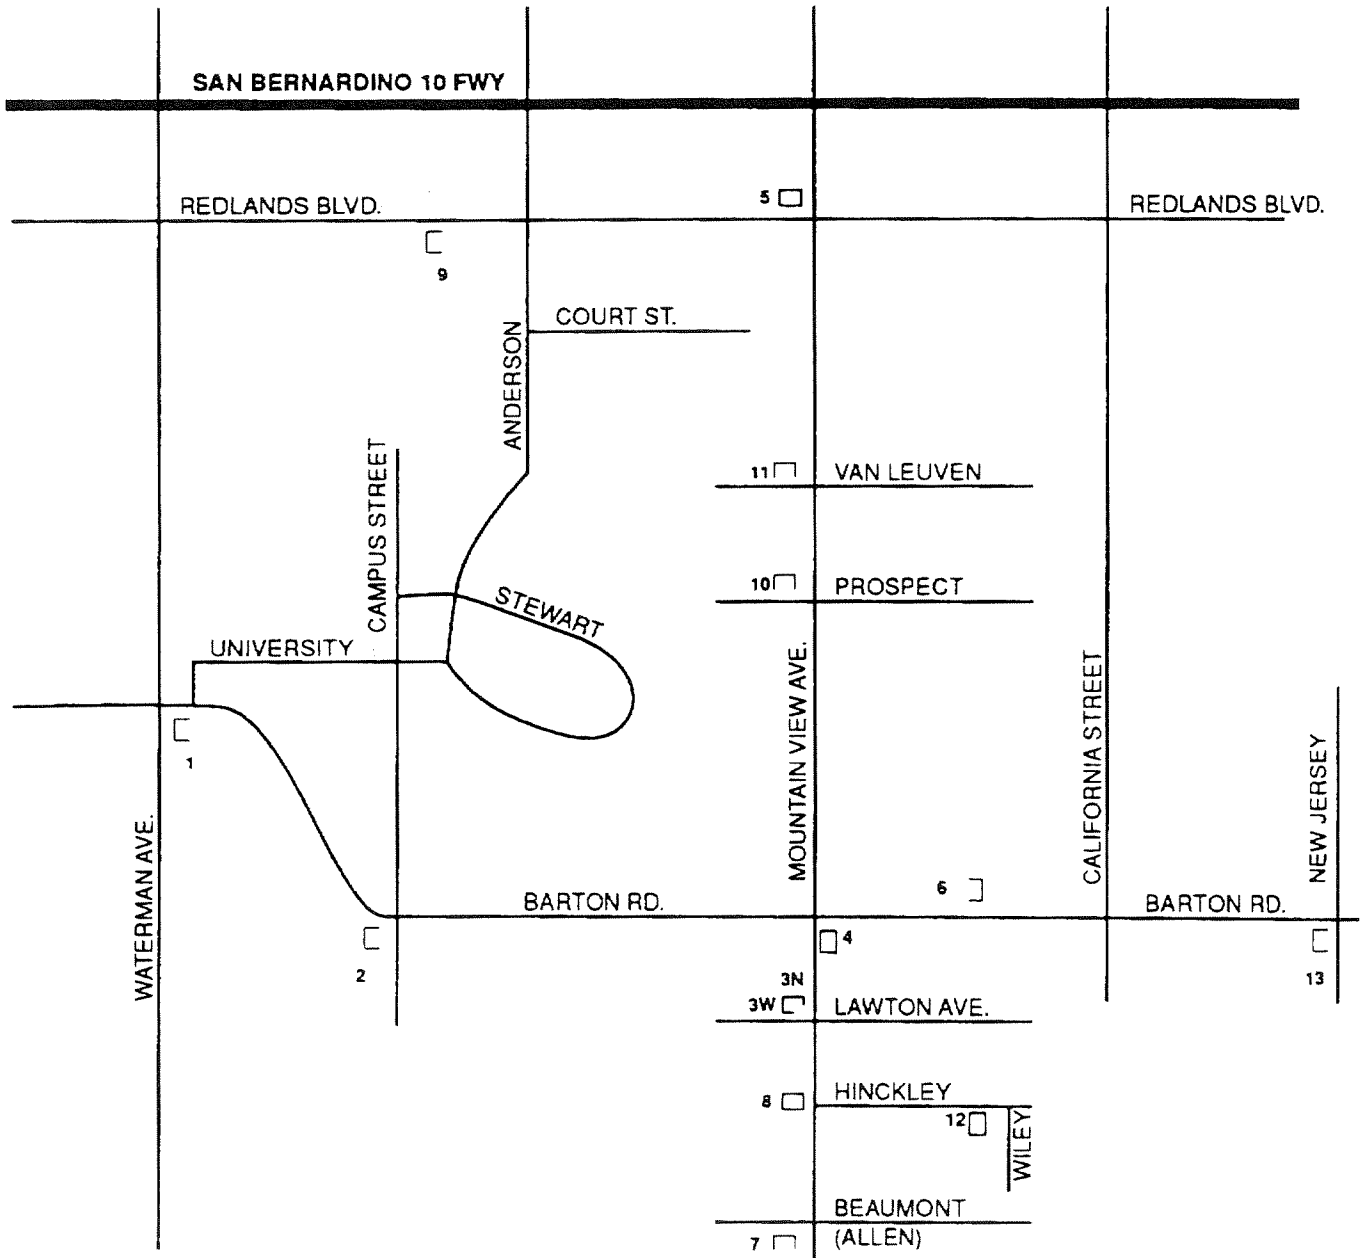 SAN BERNARDINO 10 FWY
5
REDLANDS BLVD.
REDLANDS BLVD.
9
COURT ST.
ANDERSON
CAMPUS STREET
11
VAN LEUVEN
10
PROSPECT
STEWART
UNIVERSITY
MOUNTAIN VIEW AVE.
CALIFORNIA STREET
NEW JERSEY
1
WATERMAN AVE.
6
BARTON RD.
BARTON RD.
4
2
3N
13
3W
LAWTON AVE.
8
HINCKLEY
12
WILEY
BEAUMONT
(ALLEN)
7